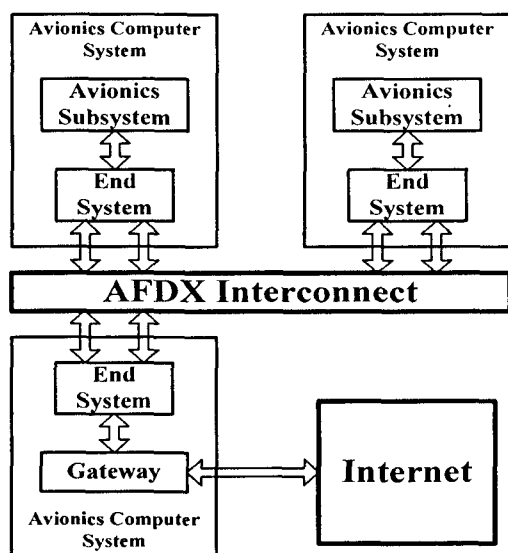 Avionics Computer
System
Avionics
Subsystem
End
System
Avionics Computer
System
Avionics
Subsystem
End
System
AFDX Interconnect
End
System
Gateway
Avionics Computer
System
Internet